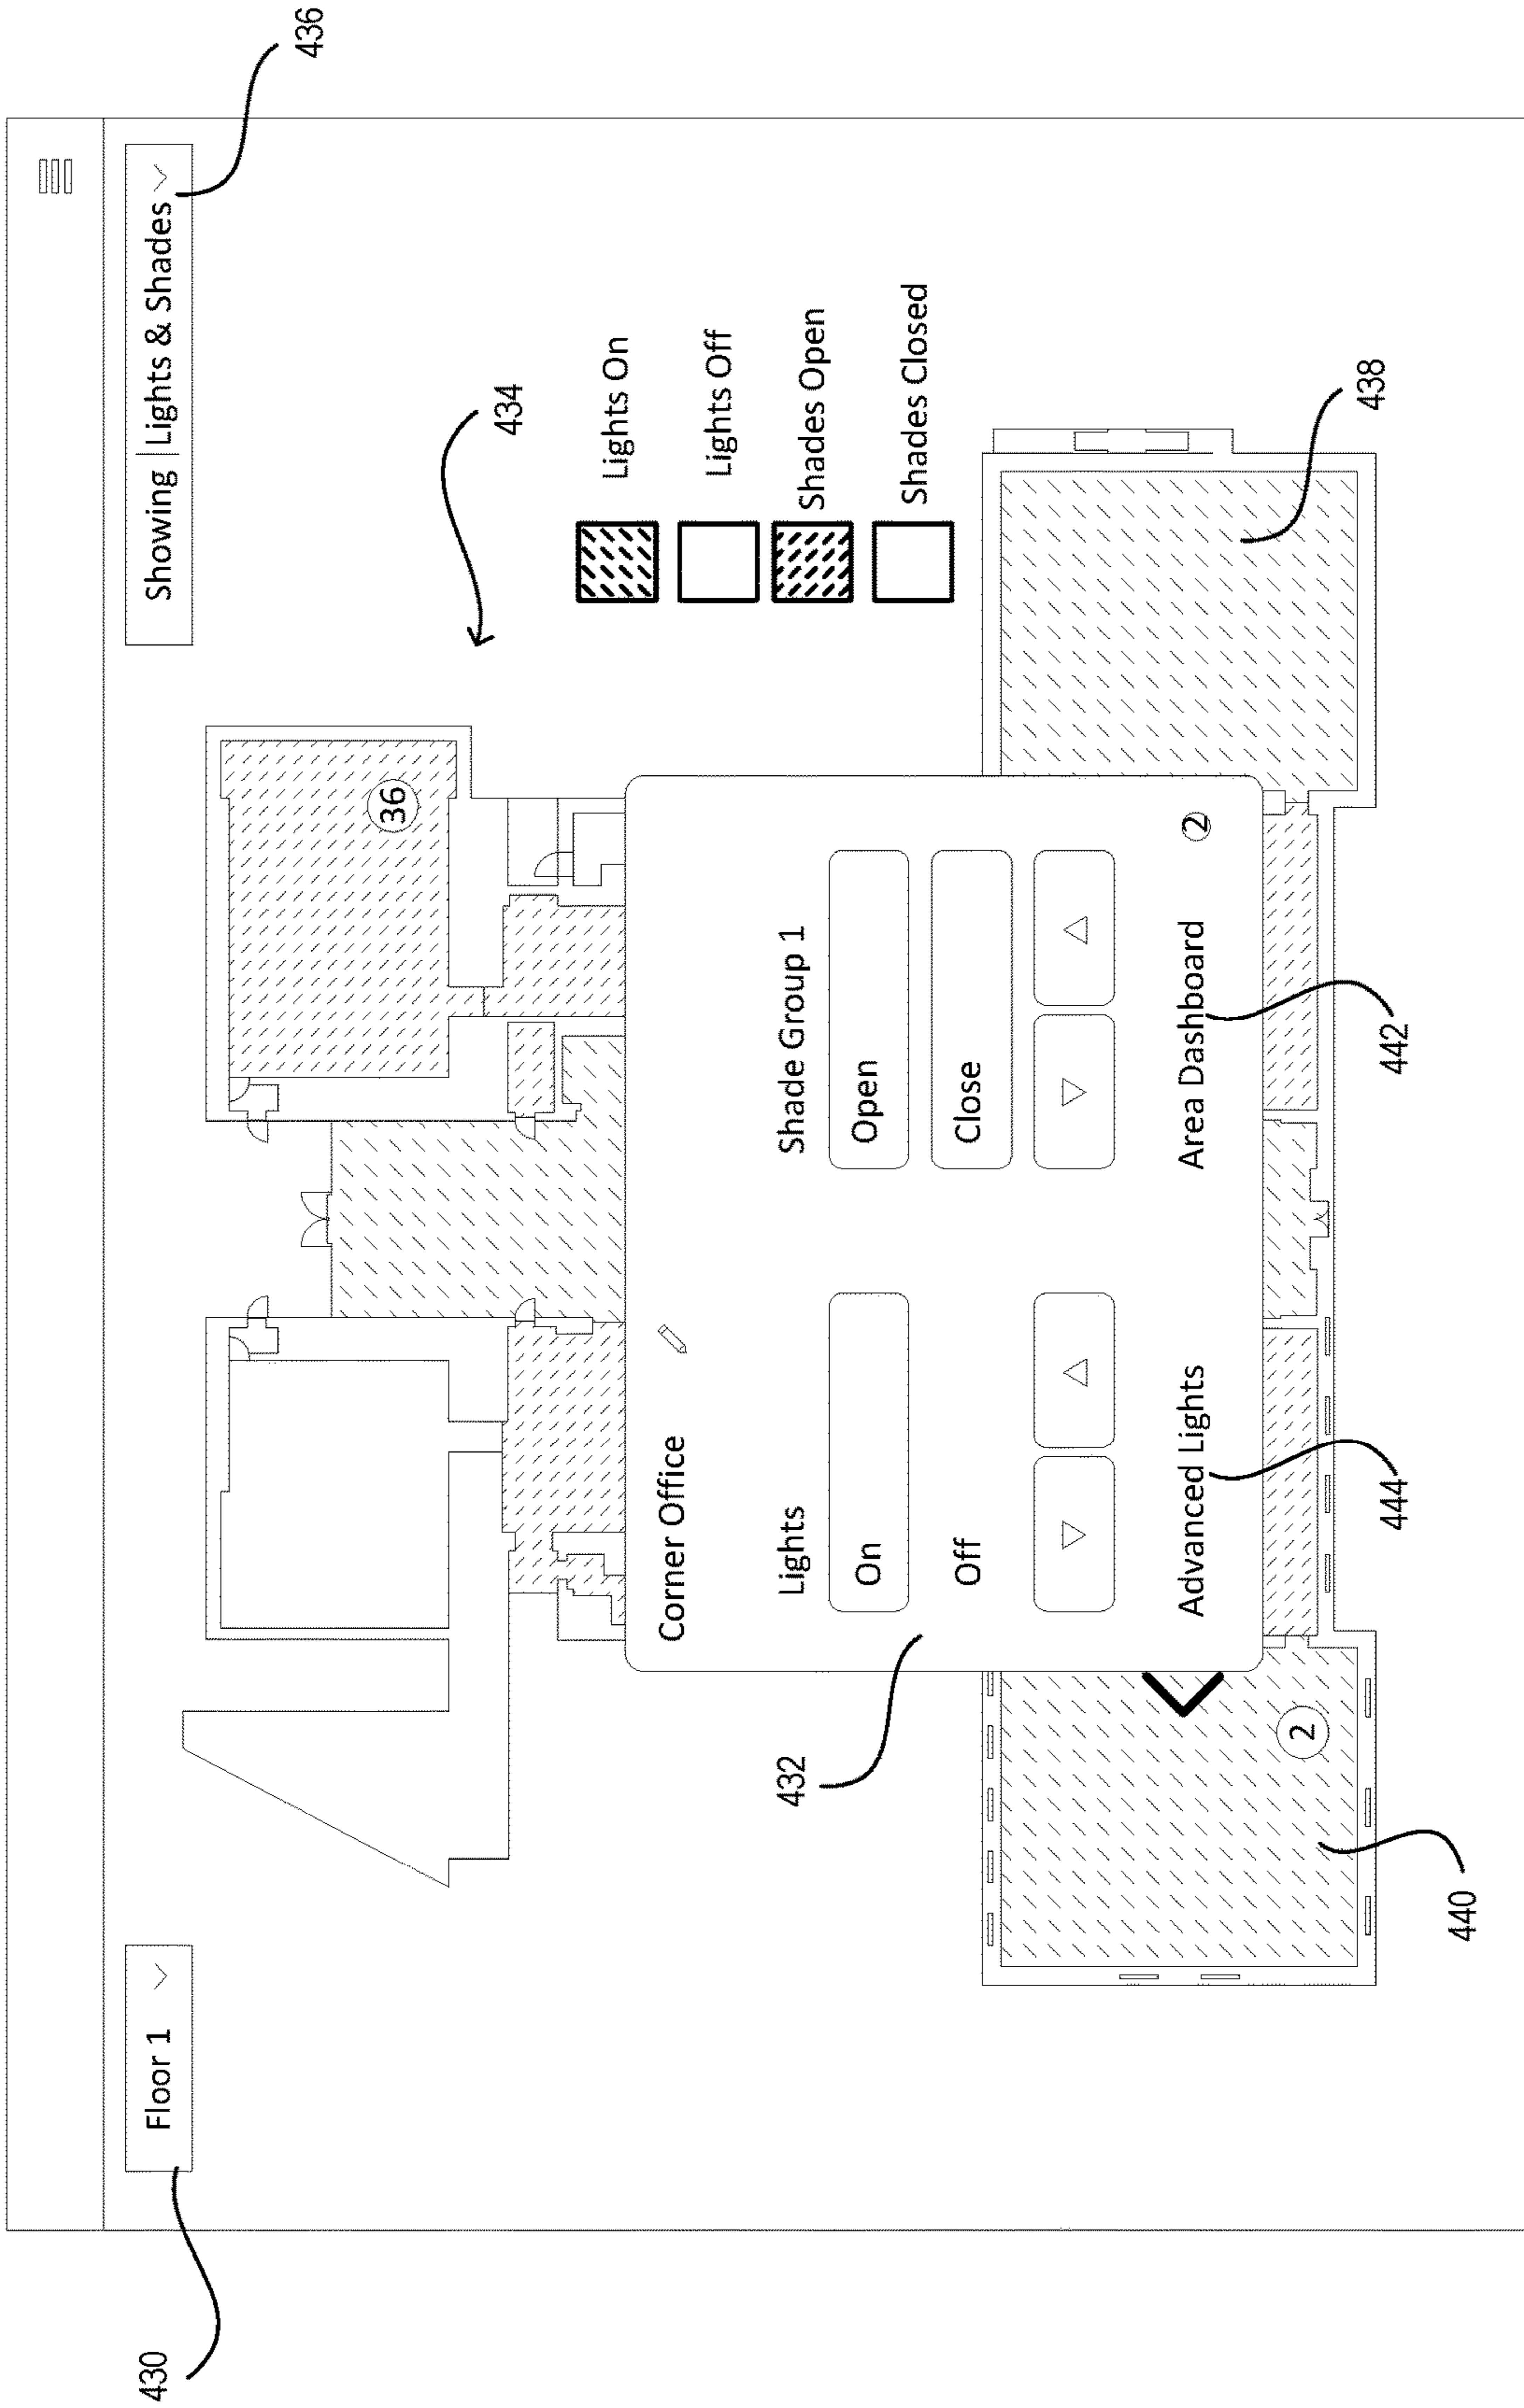 Floor 1
Showing | Lights & Shades
430
436
434
36
Lights On
Lights Off
Shades Open
Shades Closed
Corner Office
Lights
Shade Group 1
On
Open
Off
Close
Advanced Lights
Area Dashboard
2
432
2
438
440
444
442